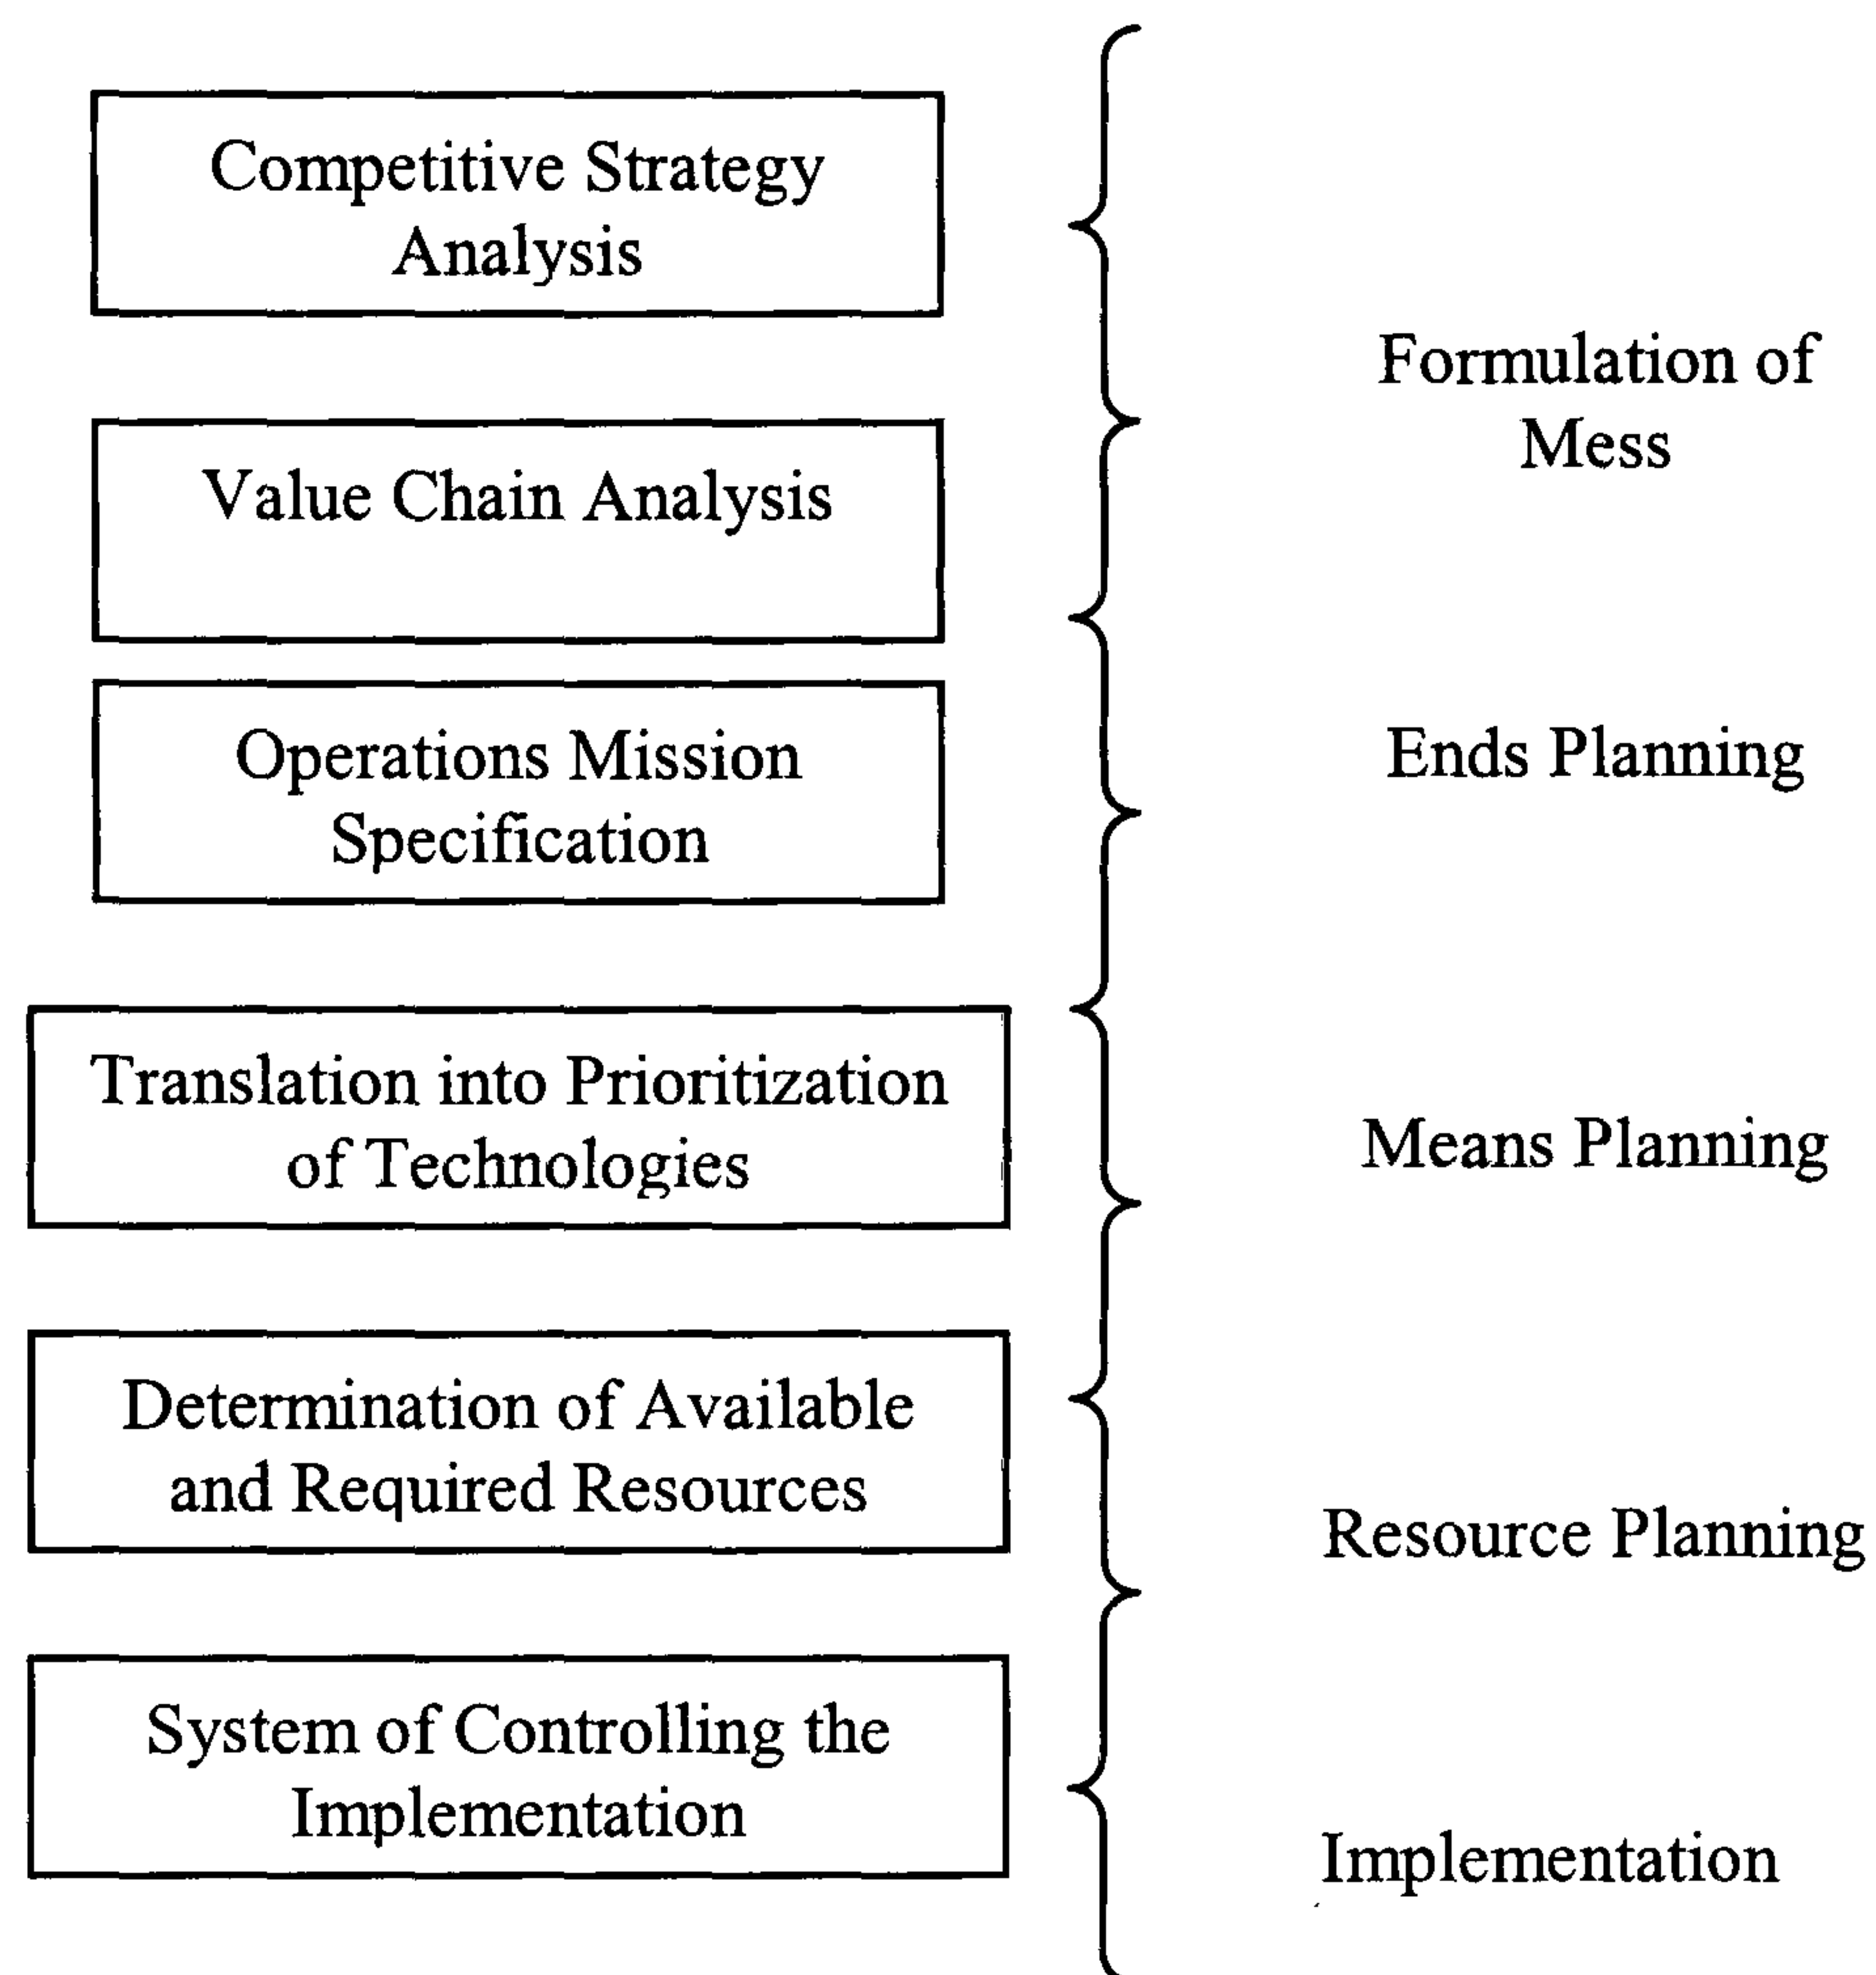 Competitive Strategy
Analysis
Formulation of
Mess
Value Chain Analysis
Operations Mission
Specification
Ends Planning
Translation into Prioritization
of Technologies
Means Planning
Determination of Available
and Required Resources
Resource Planning
System of Controlling the
Implementation
Implementation